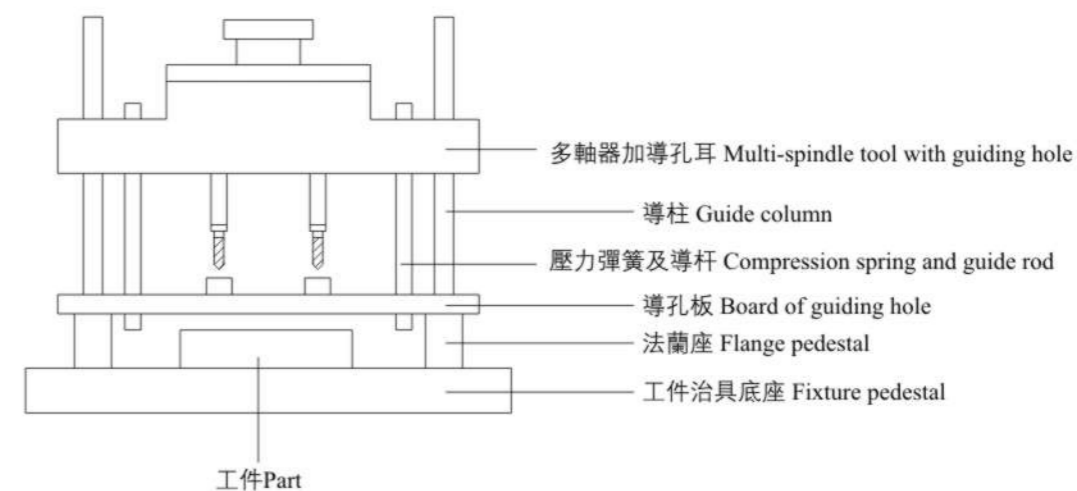 多軸器加導孔耳 Multi-spindle tool with guiding hole
導柱 Guide column
壓力彈簧及導杆 Compression spring and guide rod
導孔板 Board of guiding hole
法蘭座 Flange pedestal
工件治具底座 Fixture pedestal
工件Part